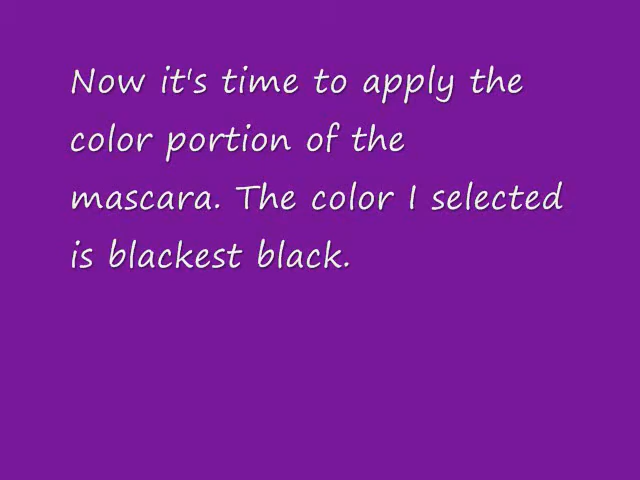 Now it's time to apply the
color portion of the
mascara. The color I selected
is blackest black.